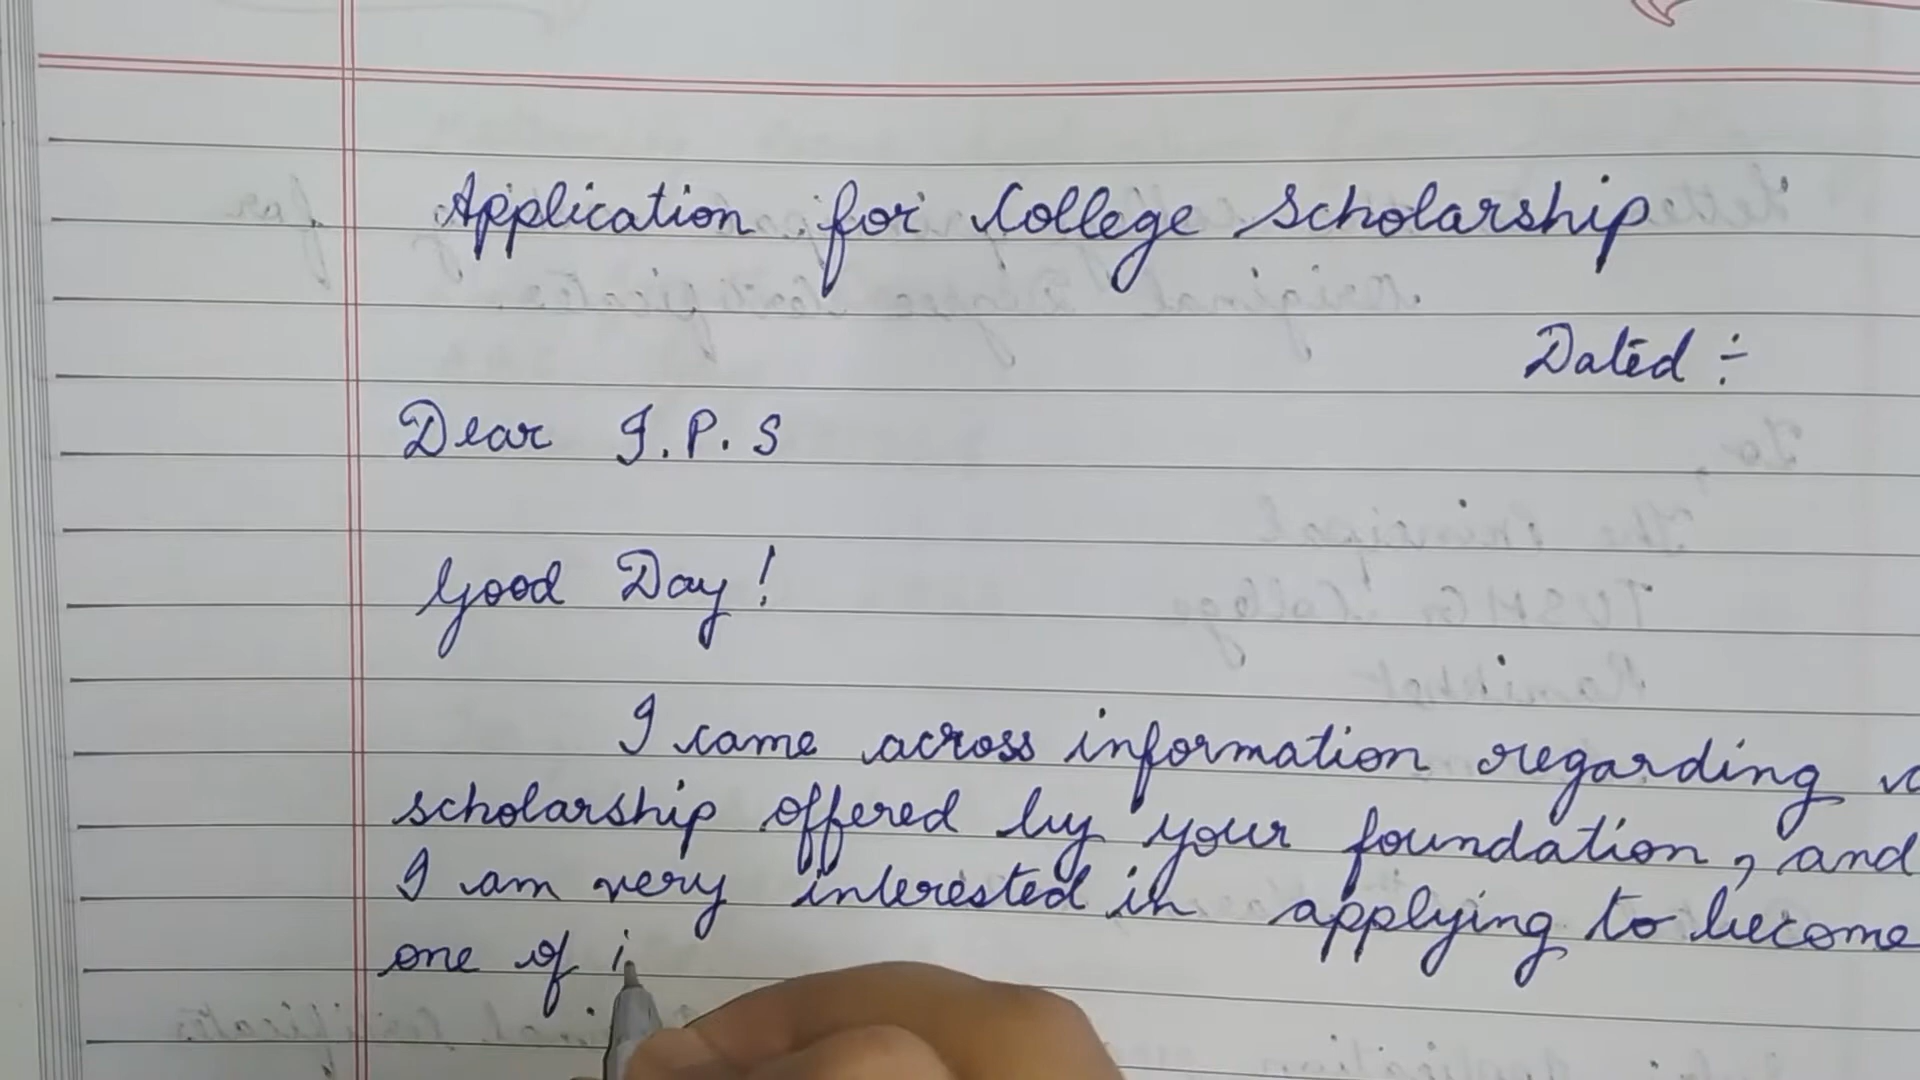 Application for College Scholarship
Dated ÷
Dear I.P.S
Good Day!
I came across information regarding
scholarship offered by your foundation, and
I am very interested in applying to become
one of i